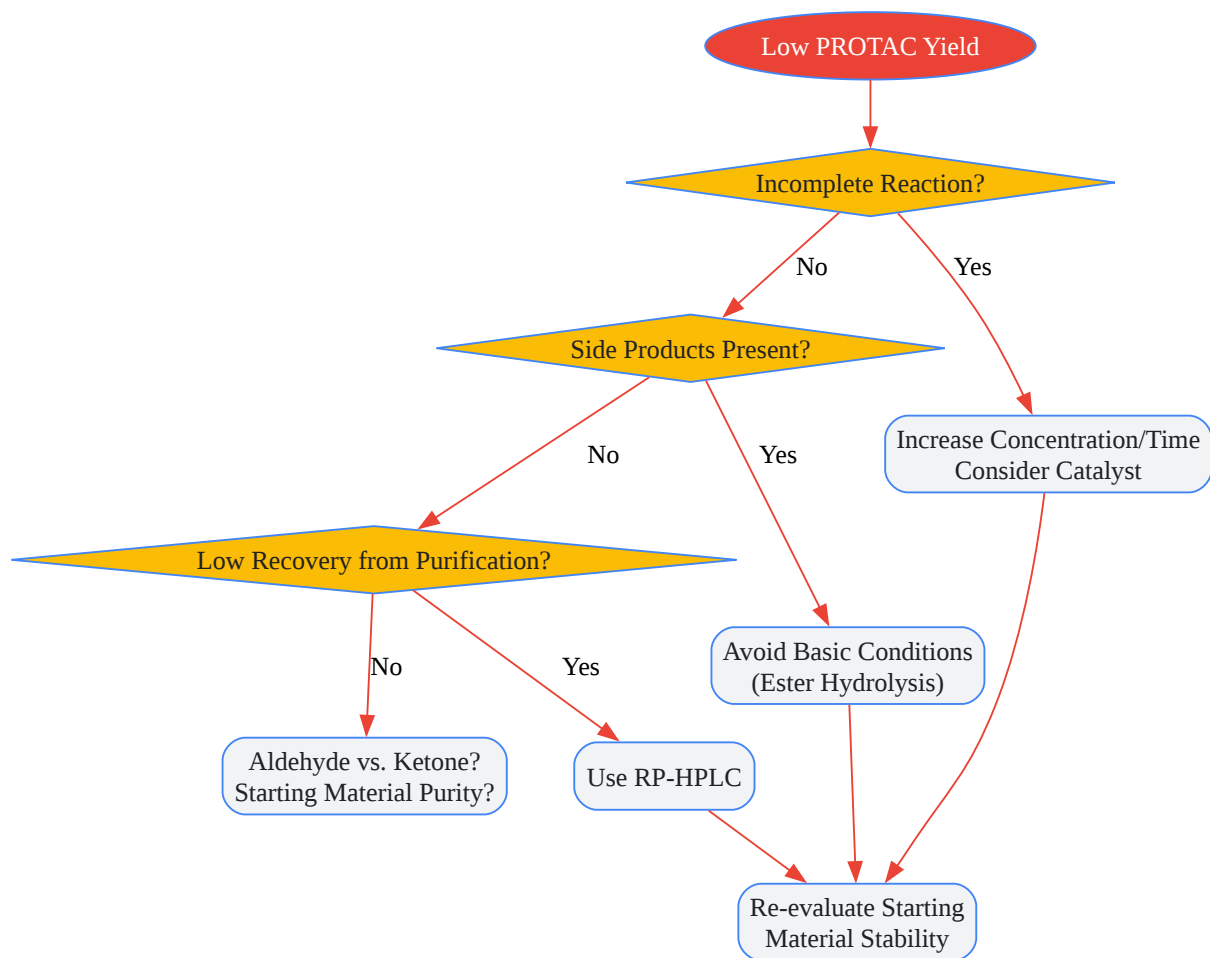 Low PROTAC Yield
Incomplete Reaction?
No
Yes
Side Products Present?
Increase Concentration/Time
Consider Catalyst
No
Yes
Low Recovery from Purification?
Avoid Basic Conditions
(Ester Hydrolysis)
No
Yes
Aldehyde vs. Ketone?
Starting Material Purity?
Use RP-HPLC
Re-evaluate Starting
Material Stability